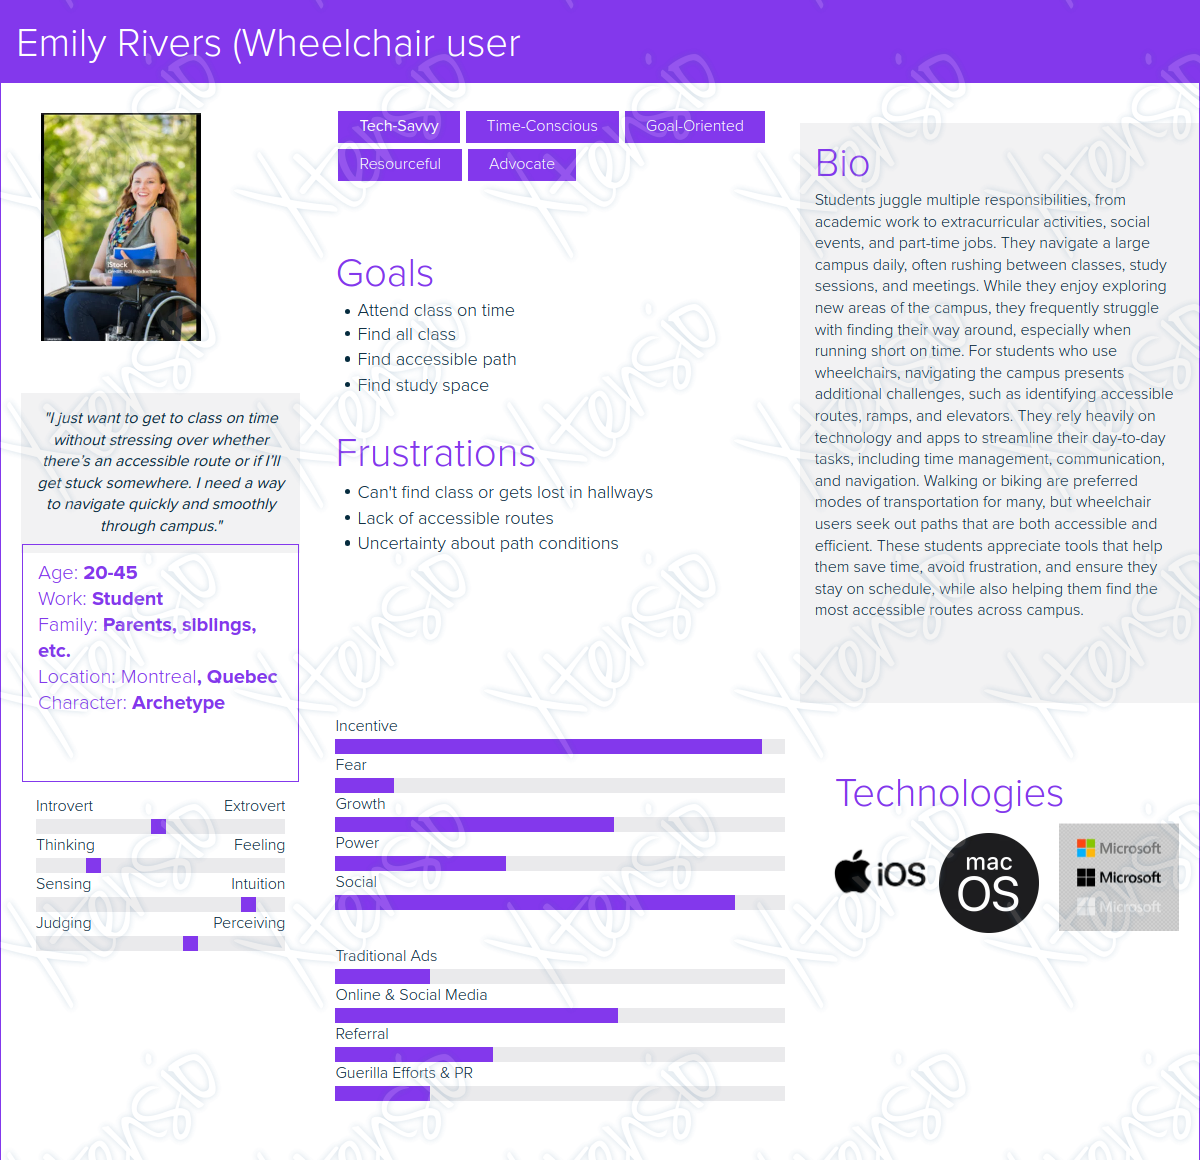 Emily Rivers (Wheelchair user
Tech-Savvy
Time-Conscious
Goal-Oriented
Resourceful
Advocate
iStock
"I just want to get to class on time
without stressing over whether
there's an accessible route or if I'll
get stuck somewhere. I need a way
to navigate quickly and smoothly
through campus."
Age: 20-45
Work: Student
Family: Parents, siblings,
etc.
Location: Montreal, Quebec
Character: Archetype
Introvert Extrovert
Thinking Feeling
Sensing Intuition
Judging Perceiving
Goals
• Attend class on time
• Find all class
• Find accessible path
• Find study space
Frustrations
• Can't find class or gets lost in hallways
• Lack of accessible routes
• Uncertainty about path conditions
Incentive
Fear
Growth
Power
Social
Traditional Ads
Online & Social Media
Referral
Guerilla Efforts & PR
Bio
Students juggle multiple responsibilities, from
academic work to extracurricular activities, social
events, and part-time jobs. They navigate a large
campus daily, often rushing between classes, study
sessions, and meetings. While they enjoy exploring
new areas of the campus, they frequently struggle
with finding their way around, especially when
running short on time. For students who use
wheelchairs, navigating the campus presents
additional challenges, such as identifying accessible
routes, ramps, and elevators. They rely heavily on
technology and apps to streamline their day-to-day
tasks, including time management, communication,
and navigation. Walking or biking are preferred
modes of transportation for many, but wheelchair
users seek out paths that are both accessible and
efficient. These students appreciate tools that help
them save time, avoid frustration, and ensure they
stay on schedule, while also helping them find the
most accessible routes across campus.
Technologies
iOS
mac
OS
Microsoft
Microsoft
Microsoft
Xtensio